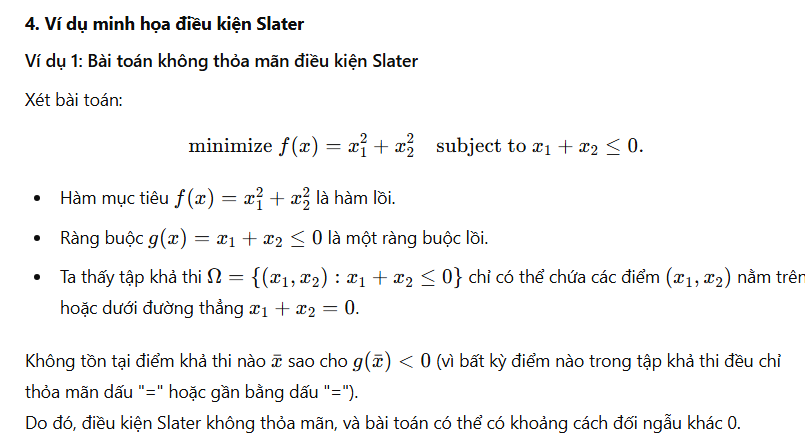 4. Ví dụ minh họa điều kiện Slater
Ví dụ 1: Bài toán không thỏa mãn điều kiện Slater
Xét bài toán:
minimize f(x) = x₁² + x₂² subject to x₁ + x₂ ≤ 0.
• Hàm mục tiêu f(x) = x₁² + x₂² là hàm lồi.
• Ràng buộc g(x) = x₁ + x₂ ≤ 0 là một ràng buộc lồi.
• Ta thấy tập khả thi Ω = {(x₁, x₂) : x₁ + x₂ ≤ 0} chỉ có thể chứa các điểm (x₁, x₂) nằm trên
hoặc dưới đường thẳng x₁ + x₂ = 0.
Không tồn tại điểm khả thi nào x̄ sao cho g(x̄) < 0 (vì bất kỳ điểm nào trong tập khả thi đều chỉ
thỏa mãn dấu "=" hoặc gần bằng dấu "=").
Do đó, điều kiện Slater không thỏa mãn, và bài toán có thể có khoảng cách đối ngẫu khác 0.